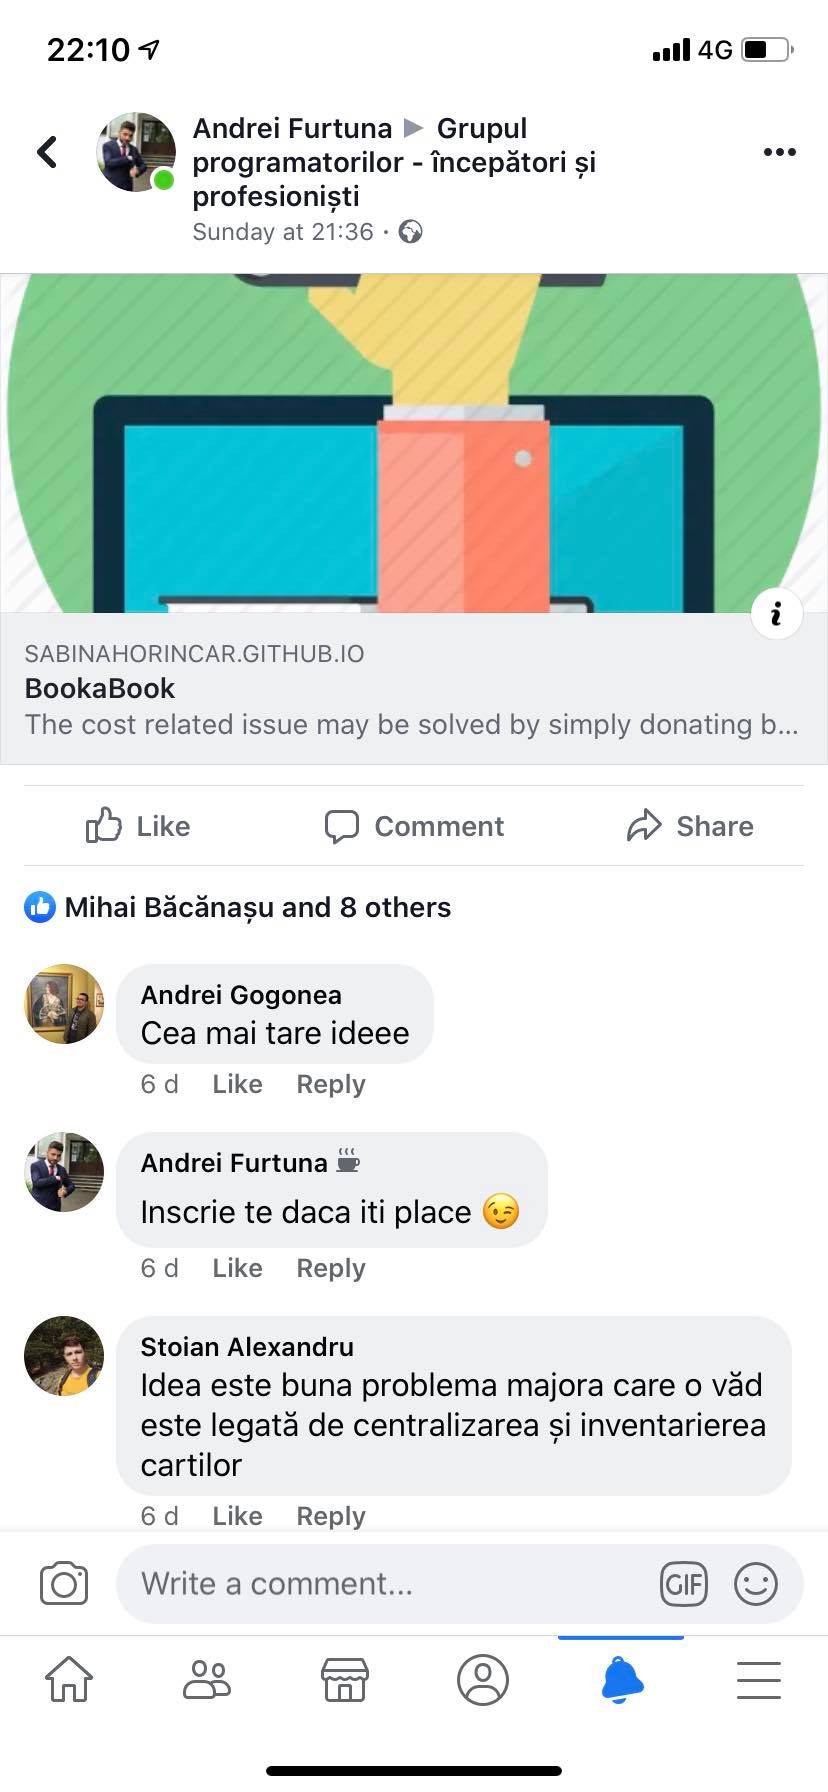 22:10
4G
Andrei Furtuna ▶ Grupul
programatorilor - începători și
profesioniști
Sunday at 21:36 ·
i
SABINAHORINCAR.GITHUB.IO
BookaBook
The cost related issue may be solved by simply donating b...
Like Comment Share
Mihai Băcănașu and 8 others
Andrei Gogonea
Cea mai tare ideee
6 d Like Reply
Andrei Furtuna
Inscrie te daca iti place 😉
6 d Like Reply
Stoian Alexandru
Idea este buna problema majora care o văd
este legată de centralizarea și inventarierea
cartilor
6 d Like Reply
Write a comment...
GIF